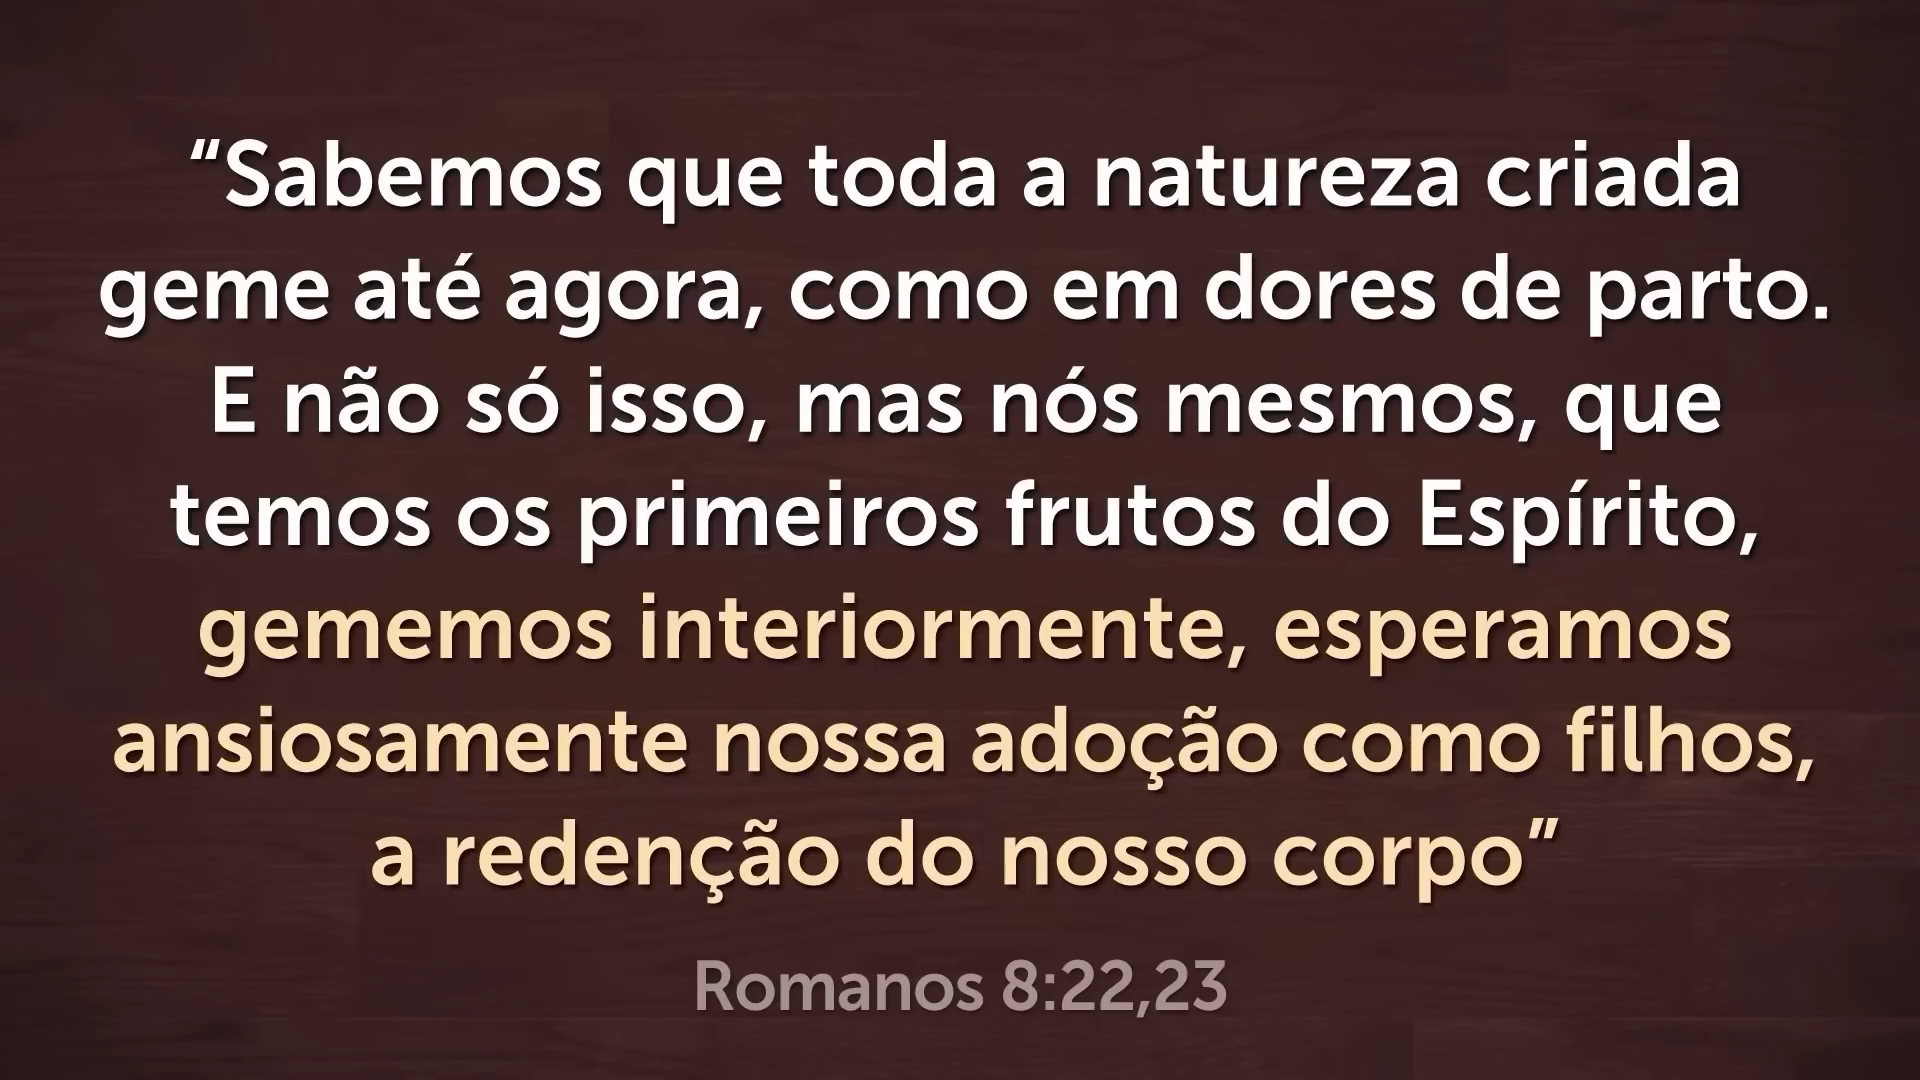 “Sabemos que toda a natureza criada
geme até agora, como em dores de parto.
E não só isso, mas nós mesmos, que
temos os primeiros frutos do Espírito,
gememos interiormente, esperamos
ansiosamente nossa adoção como filhos,
a redenção do nosso corpo”
Romanos 8:22,23